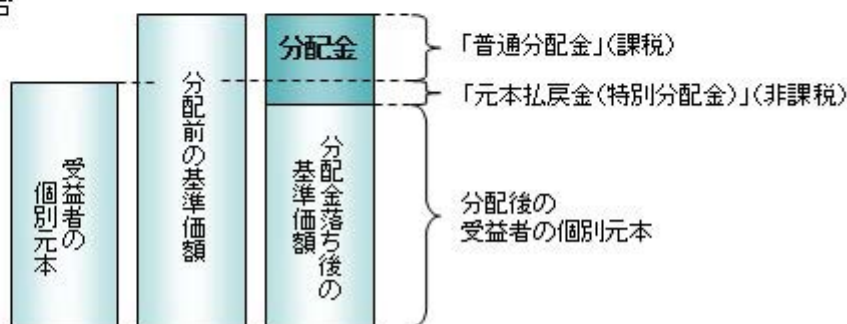 受益者の
個別元本
分配前の基準価額
分配金
分配金落ち後の
基準価額
「普通分配金」(課税)
「元本払戻金(特別分配金)」(非課税)
分配後の
受益者の個別元本